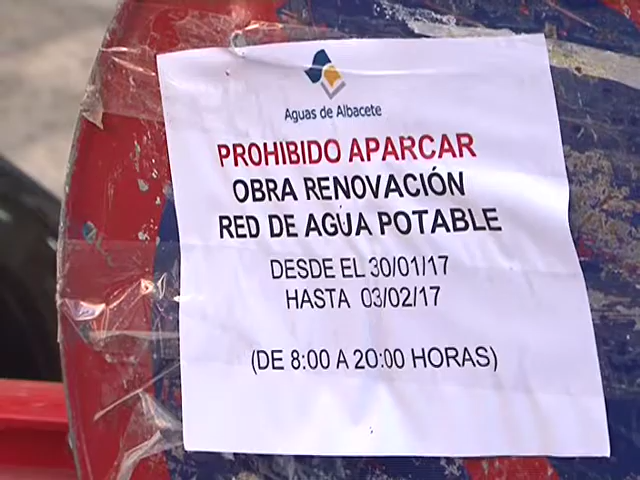 Aguas de Albacete
PROHIBIDO APARCAR
OBRA RENOVACIÓN
RED DE AGUA POTABLE
DESDE EL 30/01/17
HASTA 03/02/17
(DE 8:00 A 20:00 HORAS)